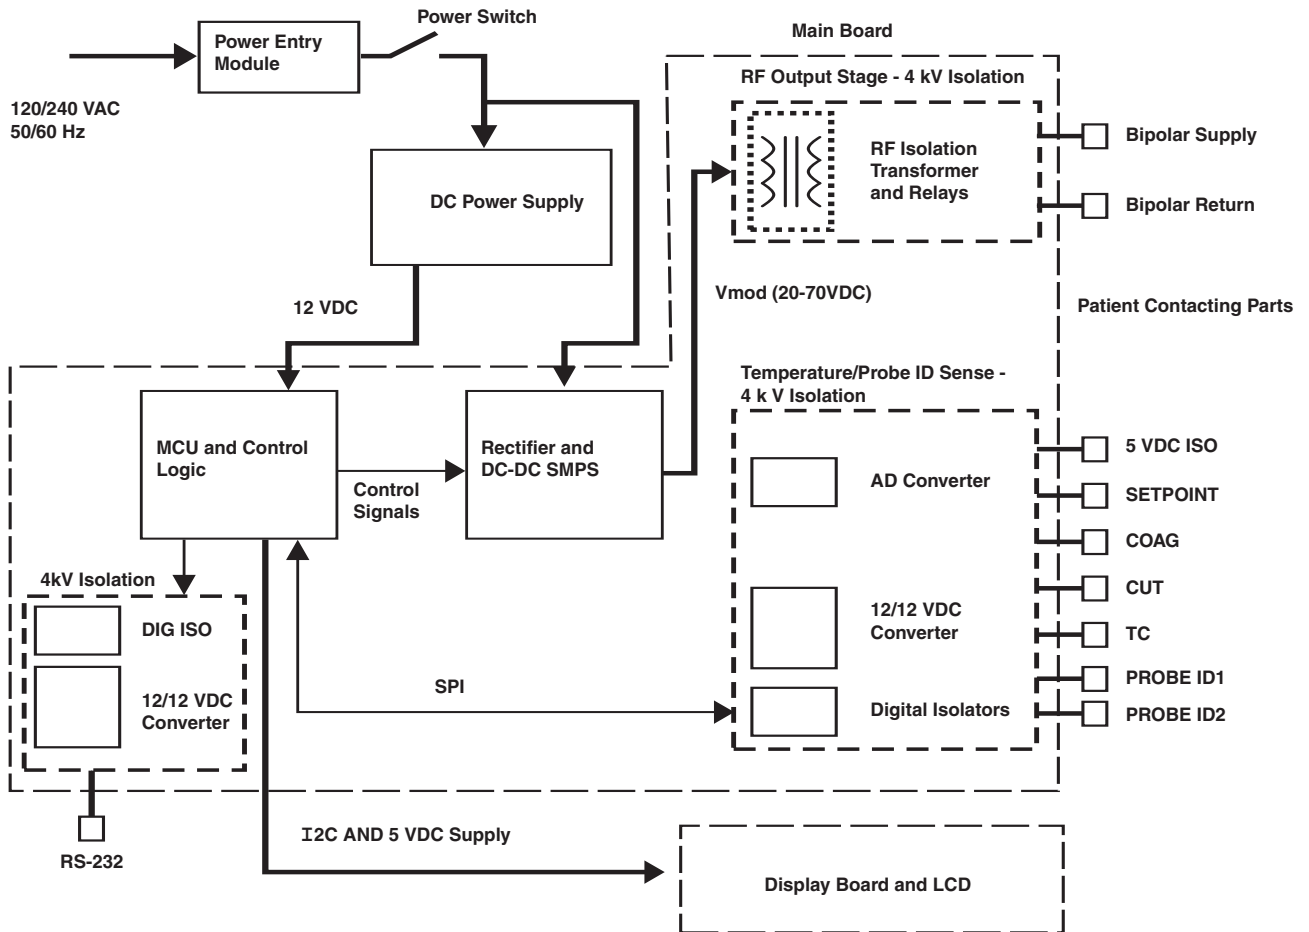 Power Switch
Power Entry
Module
Main Board
RF Output Stage - 4 kV Isolation
120/240 VAC
50/60 Hz
RF Isolation
Transformer
and Relays
Bipolar Supply
Bipolar Return
DC Power Supply
Vmod (20-70VDC)
12 VDC
Patient Contacting Parts
Temperature/Probe ID Sense -
4 k V Isolation
MCU and Control
Logic
Rectifier and
DC-DC SMPS
Control
Signals
AD Converter
5 VDC ISO
SETPOINT
COAG
CUT
TC
PROBE ID1
PROBE ID2
4kV Isolation
DIG ISO
12/12 VDC
Converter
12/12 VDC
Converter
SPI
Digital Isolators
RS-232
I2C AND 5 VDC Supply
Display Board and LCD